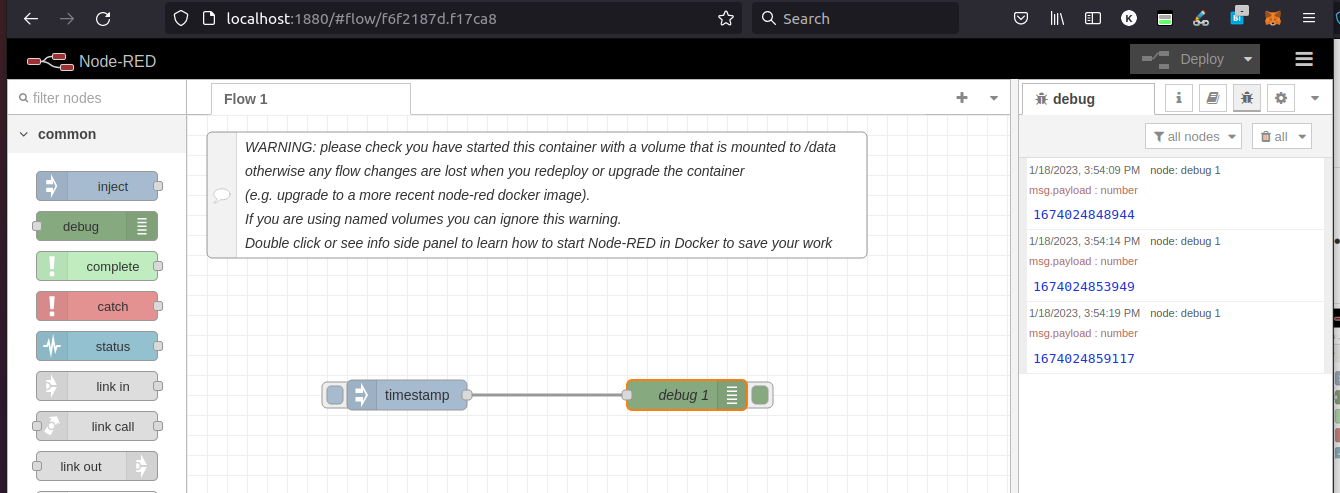 localhost:1880/#flow/f6f2187d.f17ca8
Search
K
Node-RED
Deploy
filter nodes
common
inject
debug
complete
catch
status
link in
link call
link out
Flow 1
WARNING: please check you have started this container with a volume that is mounted to /data
otherwise any flow changes are lost when you redeploy or upgrade the container
(e.g. upgrade to a more recent node-red docker image).
If you are using named volumes you can ignore this warning.
Double click or see info side panel to learn how to start Node-RED in Docker to save your work
timestamp
debug 1
debug
i
all nodes
all
1/18/2023, 3:54:09 PM node: debug 1
msg.payload : number
1674024848944
1/18/2023, 3:54:14 PM node: debug 1
msg.payload : number
1674024853949
1/18/2023, 3:54:19 PM node: debug 1
msg.payload : number
1674024859117